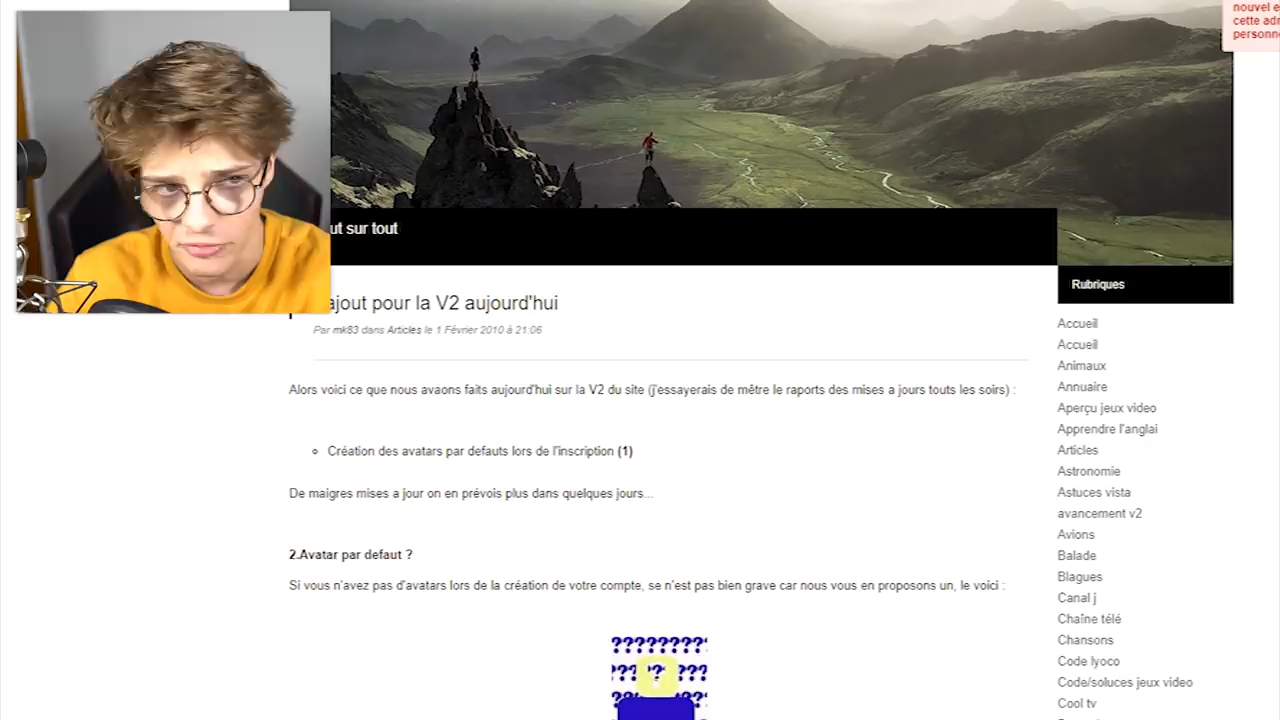 nouvel e
cette adr
personne
ut sur tout
Rubriques
ajout pour la V2 aujourd'hui
Par mk83 dans Articles le 1 Février 2010 à 21:06
Alors voici ce que nous avaons faits aujourd'hui sur la V2 du site (j'essayerais de mêtre le raports des mises a jours touts les soirs) :
Création des avatars par defauts lors de l'inscription (1)
De maigres mises a jour on en prévois plus dans quelques jours...
2.Avatar par defaut ?
Si vous n'avez pas d'avatars lors de la création de votre compte, se n'est pas bien grave car nous vous en proposons un, le voici :
????????
??? ? ???
Accueil
Accueil
Animaux
Annuaire
Aperçu jeux video
Apprendre l'anglai
Articles
Astronomie
Astuces vista
avancement v2
Avions
Balade
Blagues
Canal j
Chaîne télé
Chansons
Code lyoco
Code/soluces jeux video
Cool tv